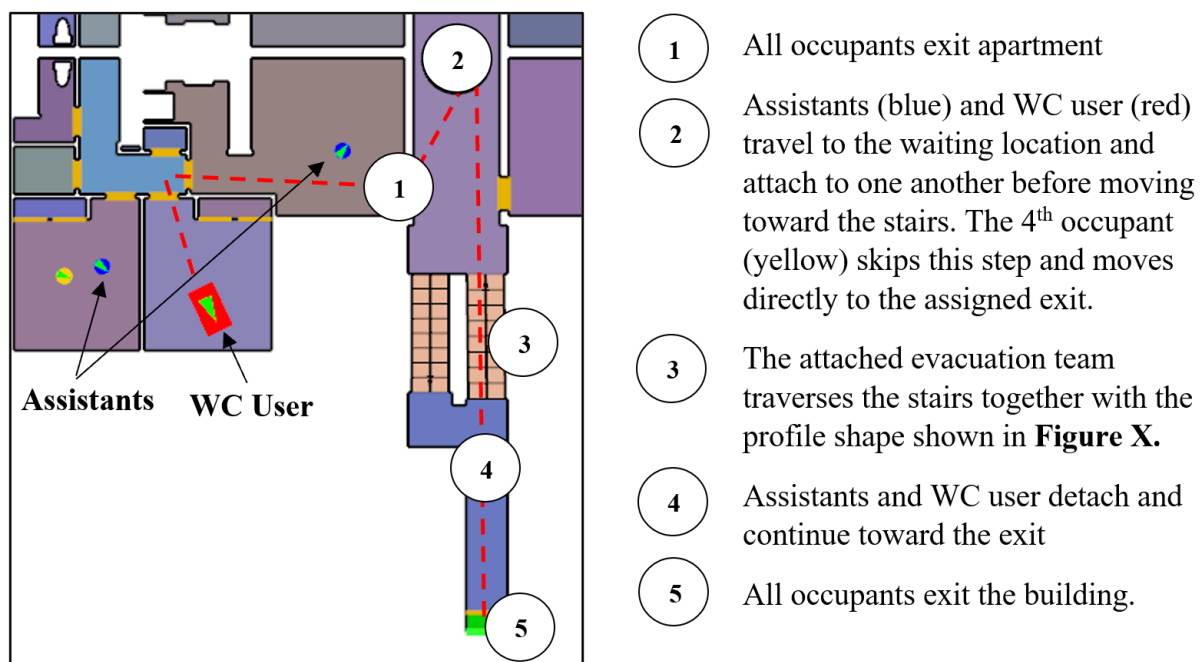 2
1
3
4
5
Assistants
WC User
1
All occupants exit apartment
2
Assistants (blue) and WC user (red)
travel to the waiting location and
attach to one another before moving
toward the stairs. The 4th occupant
(yellow) skips this step and moves
directly to the assigned exit.
3
The attached evacuation team
traverses the stairs together with the
profile shape shown in Figure X.
4
Assistants and WC user detach and
continue toward the exit
5
All occupants exit the building.